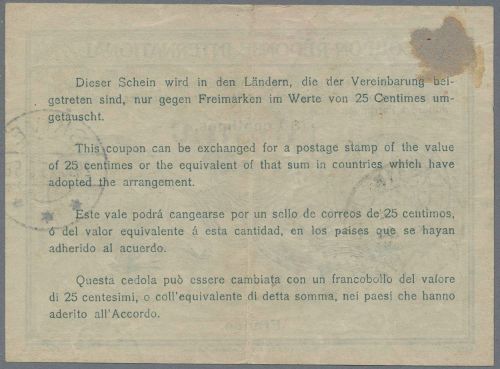 Dieser Schein wird in den Ländern, die der Vereinbarung bei-
getreten sind, nur gegen Freimarken im Werte von 25 Centimes um-
getauscht.
This coupon can be exchanged for a postage stamp of the value
of 25 centimes or the equivalent of that sum in countries which have
adopted the arrangement.
Este vale podrá cangearse por un sello de correos de 25 centimos,
ó del valor equivalente á esta cantidad, en los paises que se hayan
adherido al acuerdo.
Questa cedola può essere cambiata con un francobollo del valore
di 25 centesimi, o coll'equivalente di detta somma, nei paesi che hanno
aderito all'Accordo.